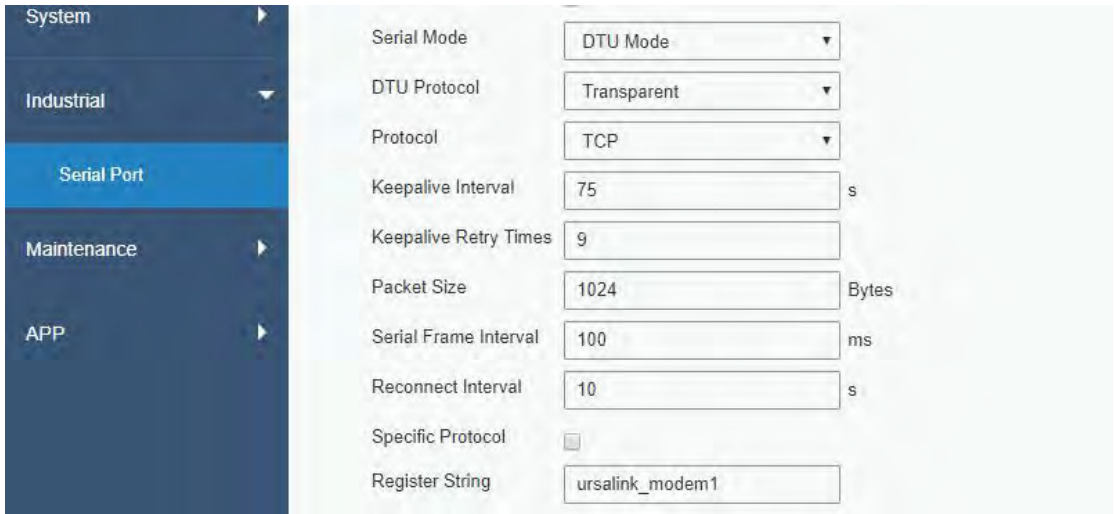 System
Industrial
Serial Port
Maintenance
APP
Serial Mode DTU Mode
DTU Protocol Transparent
Protocol TCP
Keepalive Interval 75 s
Keepalive Retry Times 9
Packet Size 1024 Bytes
Serial Frame Interval 100 ms
Reconnect Interval 10 s
Specific Protocol
Register String ursalink_modem1